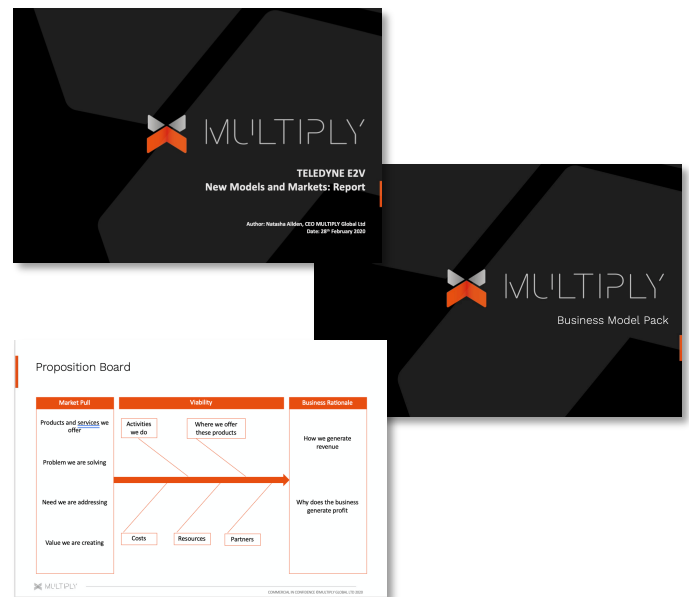 MULTIPLY
TELEDYNE E2V
New Models and Markets: Report
Author: Natasha Allden, CEO MULTIPLY Global Ltd
Date: 28th February 2020
MULTIPLY
Business Model Pack
Proposition Board
Market Pull
Viability
Business Rationale
Products and services we
offer
Problem we are solving
Need we are addressing
Value we are creating
Activities
we do
Where we offer
these products
Costs
Resources
Partners
How we generate
revenue
Why does the business
generate profit
MULTIPLY
COMMERCIAL IN CONFIDENCE ©MULTIPLY GLOBAL LTD 2020